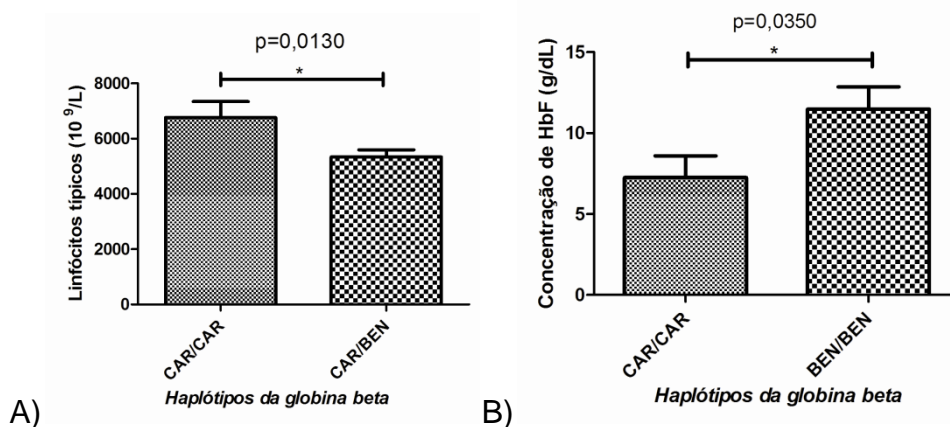 p=0,0130
*
Linfócitos típicos (10 9/L)
8000
6000
4000
2000
0
CAR/CAR
CAR/BEN
Haplótipos da globina beta
A)
p=0,0350
*
Concentração de HbF (g/dL)
15
10
5
0
CAR/CAR
BEN/BEN
Haplótipos da globina beta
B)